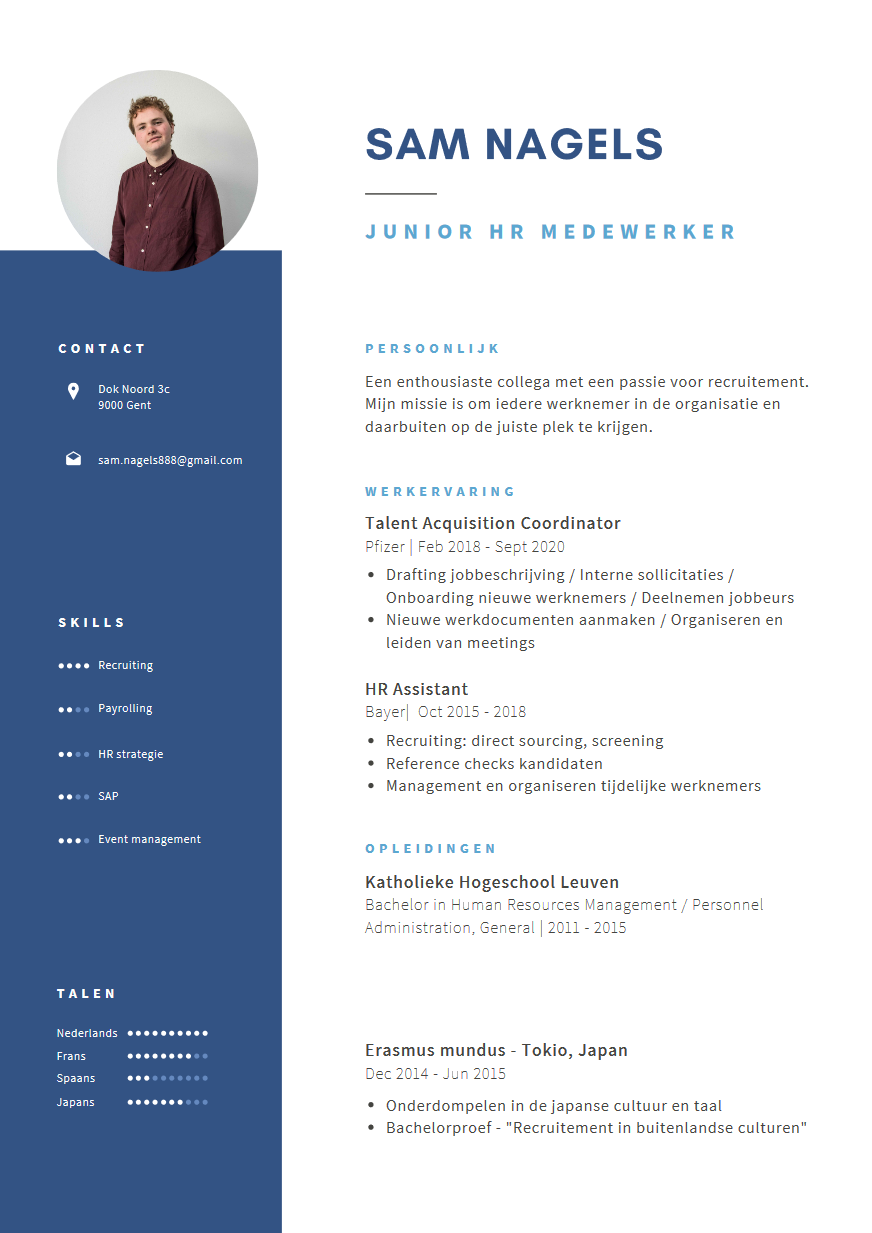 SAM NAGELS
JUNIOR HR MEDEWERKER
CONTACT
Dok Noord 3c
9000 Gent
sam.nagels888@gmail.com
SKILLS
Recruiting
Payrolling
HR strategie
SAP
Event management
TALEN
Nederlands
Frans
Spaans
Japans
PERSOONLIJK
Een enthousiaste collega met een passie voor recruitement.
Mijn missie is om iedere werknemer in de organisatie en
daarbuiten op de juiste plek te krijgen.
WERKERVARING
Talent Acquisition Coordinator
Pfizer | Feb 2018 - Sept 2020
• Drafting jobbeschrijving / Interne sollicitaties /
Onboarding nieuwe werknemers / Deelnemen jobbeurs
• Nieuwe werkdocumenten aanmaken / Organiseren en
leiden van meetings
HR Assistant
Bayer| Oct 2015 - 2018
• Recruiting: direct sourcing, screening
• Reference checks kandidaten
• Management en organiseren tijdelijke werknemers
OPLEIDINGEN
Katholieke Hogeschool Leuven
Bachelor in Human Resources Management / Personnel
Administration, General | 2011 - 2015
Erasmus mundus - Tokio, Japan
Dec 2014 - Jun 2015
• Onderdompelen in de japanse cultuur en taal
• Bachelorproef - "Recruitement in buitenlandse culturen"